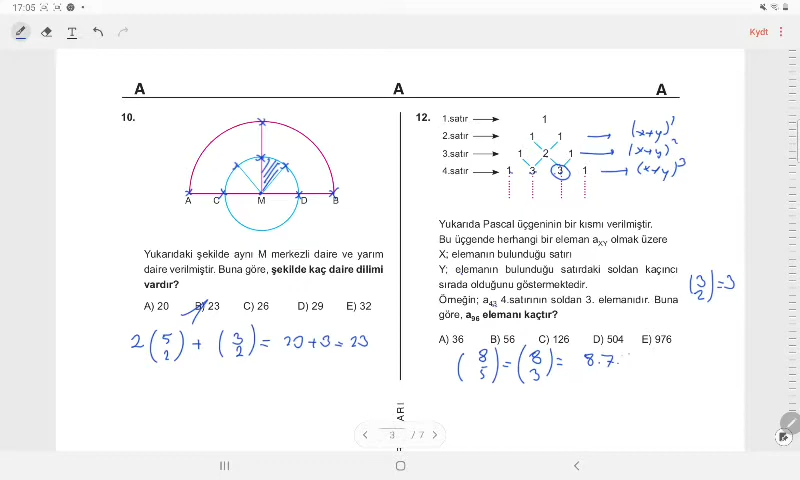 17:05
T
Kydt
A A A
10.
A C M D B
Yukarıdaki şekilde aynı M merkezli daire ve yarım
daire verilmiştir. Buna göre, şekilde kaç daire dilimi
vardır?
A) 20 B) 23 C) 26 D) 29 E) 32
2 (5 2) + (3 2) = 20 + 3 = 23
12.
1.satır 1
2.satır 1 1 (x+y)^1
3.satır 1 2 1 (x+y)^2
4.satır 1 3 3 1 (x+y)^3
Yukarıda Pascal üçgeninin bir kısmı verilmiştir.
Bu üçgende herhangi bir eleman aXY olmak üzere
X; elemanın bulunduğu satırı
Y; elemanın bulunduğu satırdaki soldan kaçıncı
sırada olduğunu göstermektedir.
Örneğin; a43 4.satırının soldan 3. elemanıdır. Buna
göre, a96 elemanı kaçtır?
(3 2) = 3
A) 36 B) 56 C) 126 D) 504 E) 976
(8 5) = (8 3) = 8.7.
ARI
3 / 7